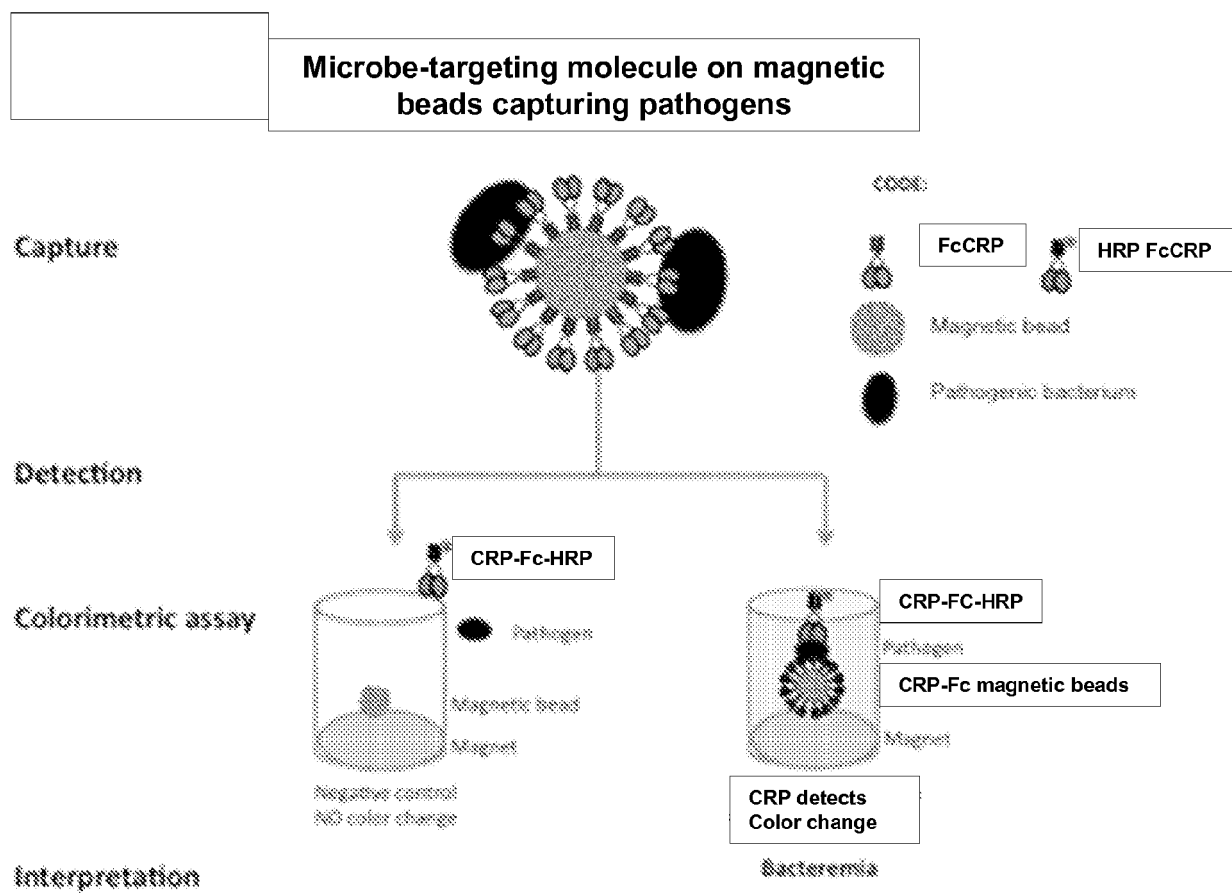 Microbe-targeting molecule on magnetic
beads capturing pathogens
CODE:
Capture
FcCRP
HRP FcCRP
Magnetic bead
Pathogenic bacterium
Detection
CRP-Fc-HRP
Colorimetric assay
Pathogen
Magnetic bead
Magnet
Negative control
NO color change
CRP-FC-HRP
Pathogen
CRP-Fc magnetic beads
Magnet
CRP detects
Color change
Bacteremia
Interpretation